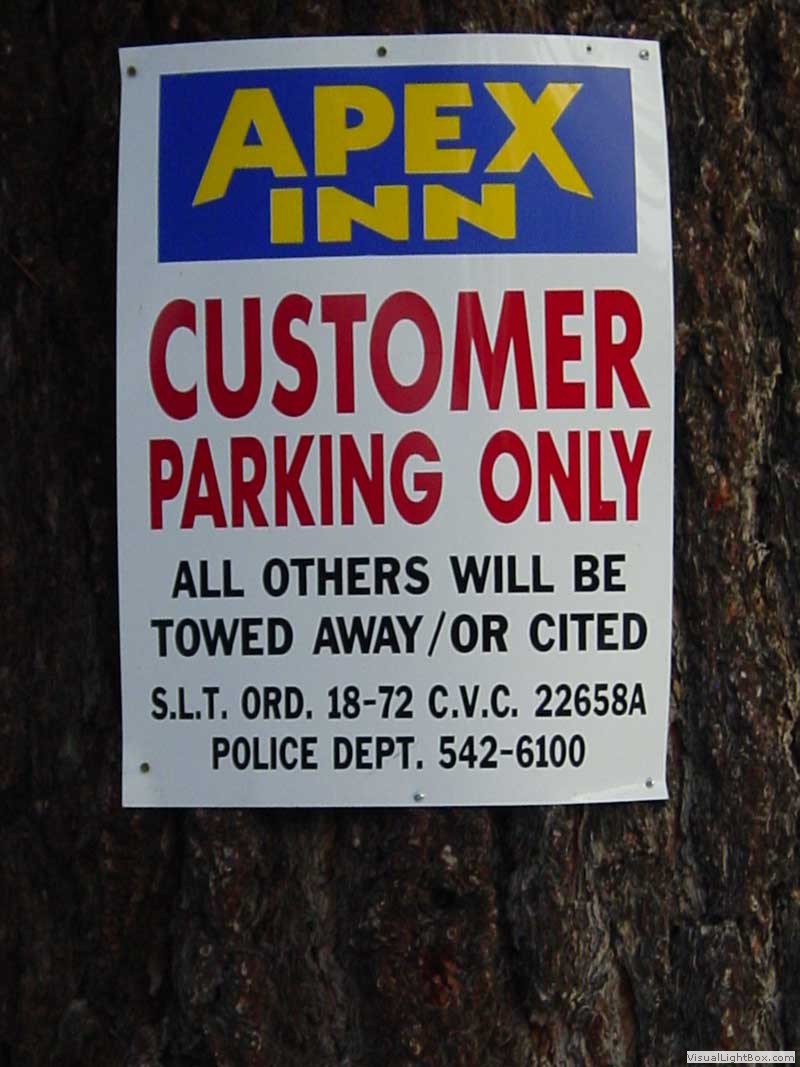 APEX
INN
CUSTOMER
PARKING ONLY
ALL OTHERS WILL BE
TOWED AWAY/OR CITED
S.L.T. ORD. 18-72 C.V.C. 22658A
POLICE DEPT. 542-6100
VisualLightBox.com